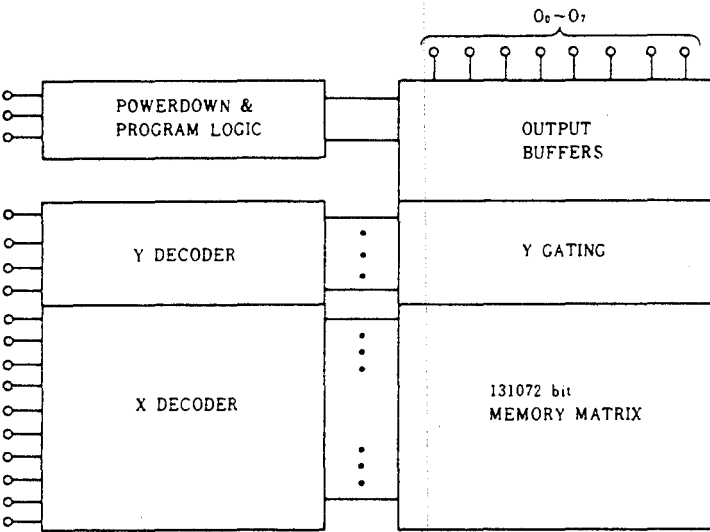 O₀–O₇
POWERDOWN &
PROGRAM LOGIC
OUTPUT
BUFFERS
Y DECODER
Y GATING
X DECODER
131072 bit
MEMORY MATRIX